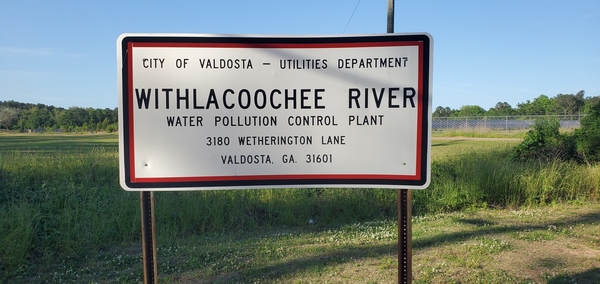 CITY OF VALDOSTA – UTILITIES DEPARTMENT
WITHLACOOCHEE RIVER
WATER POLLUTION CONTROL PLANT
3180 WETHERINGTON LANE
VALDOSTA, GA. 31601